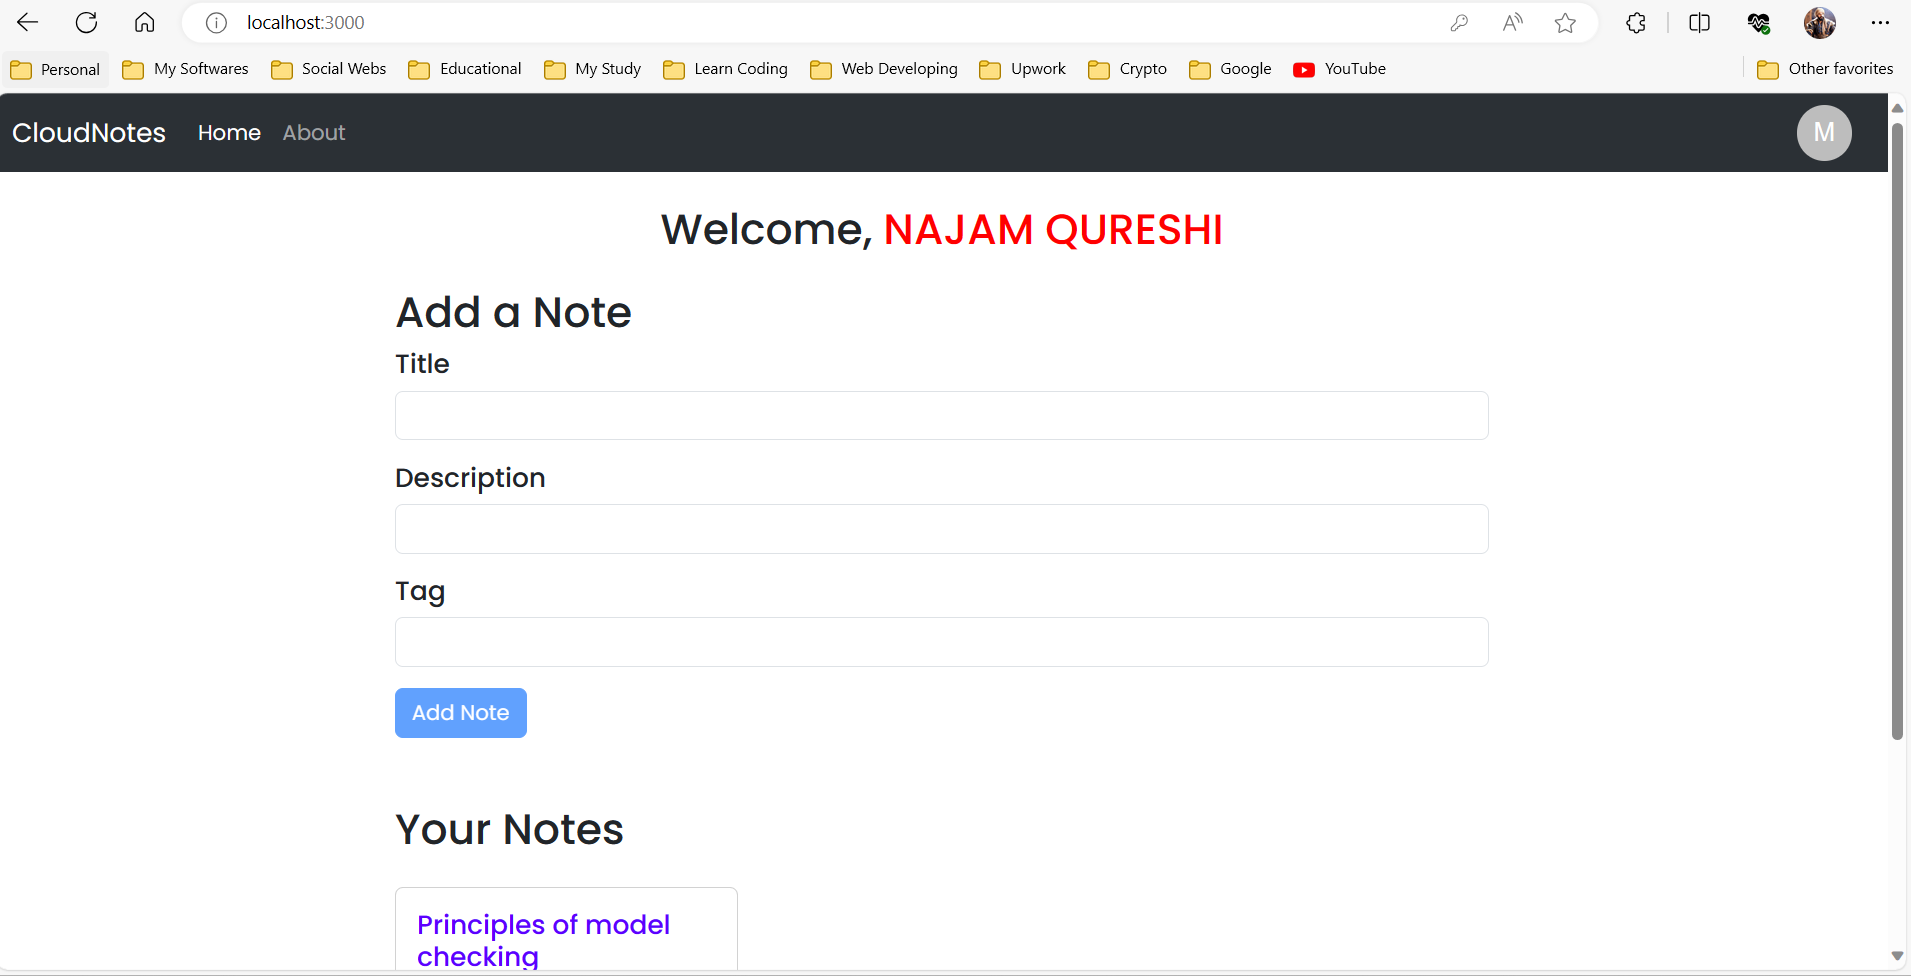 localhost:3000
Personal My Softwares Social Webs Educational My Study Learn Coding Web Developing Upwork Crypto Google YouTube Other favorites
CloudNotes Home About M
Welcome, NAJAM QURESHI
Add a Note
Title
Description
Tag
Add Note
Your Notes
Principles of model
checking